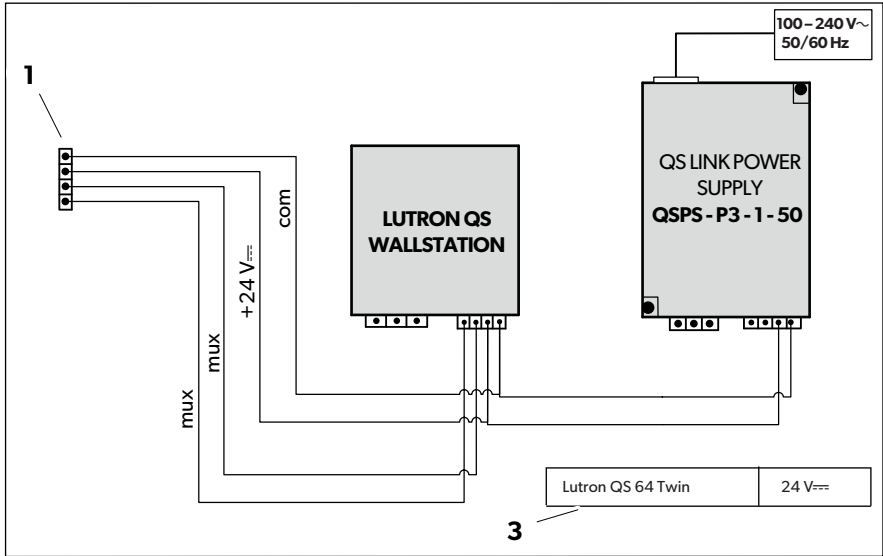 100–240 V~
50/60 Hz
1
QS LINK POWER
SUPPLY
QSPS - P3 - 1 - 50
LUTRON QS
WALLSTATION
com
+24 V⎓
mux
mux
Lutron QS 64 Twin
24 V⎓
3